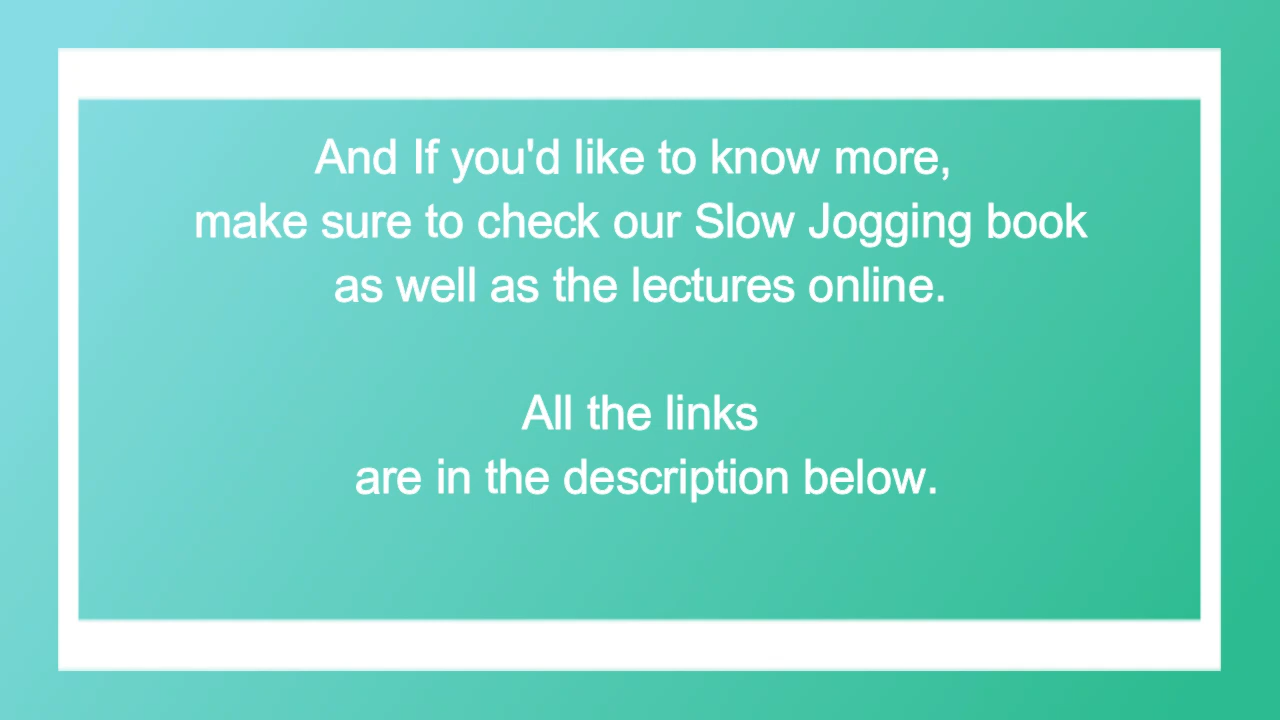 And If you'd like to know more,
make sure to check our Slow Jogging book
as well as the lectures online.
All the links
are in the description below.